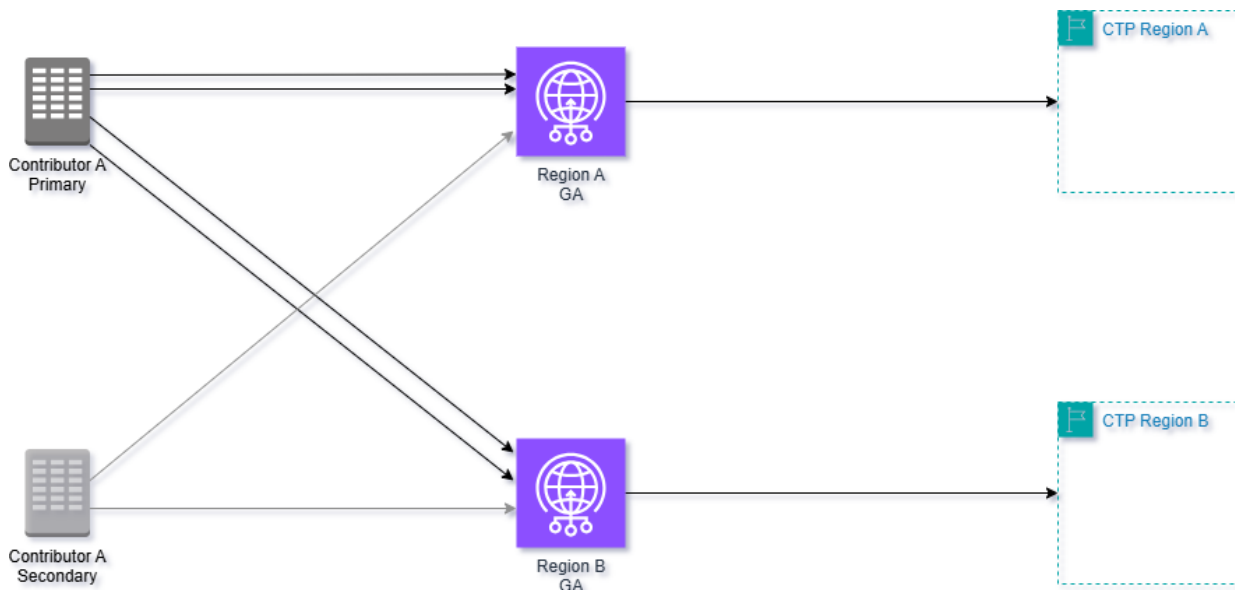 CTP Region A
Contributor A
Primary
Region A
GA
CTP Region B
Contributor A
Secondary
Region B
GA